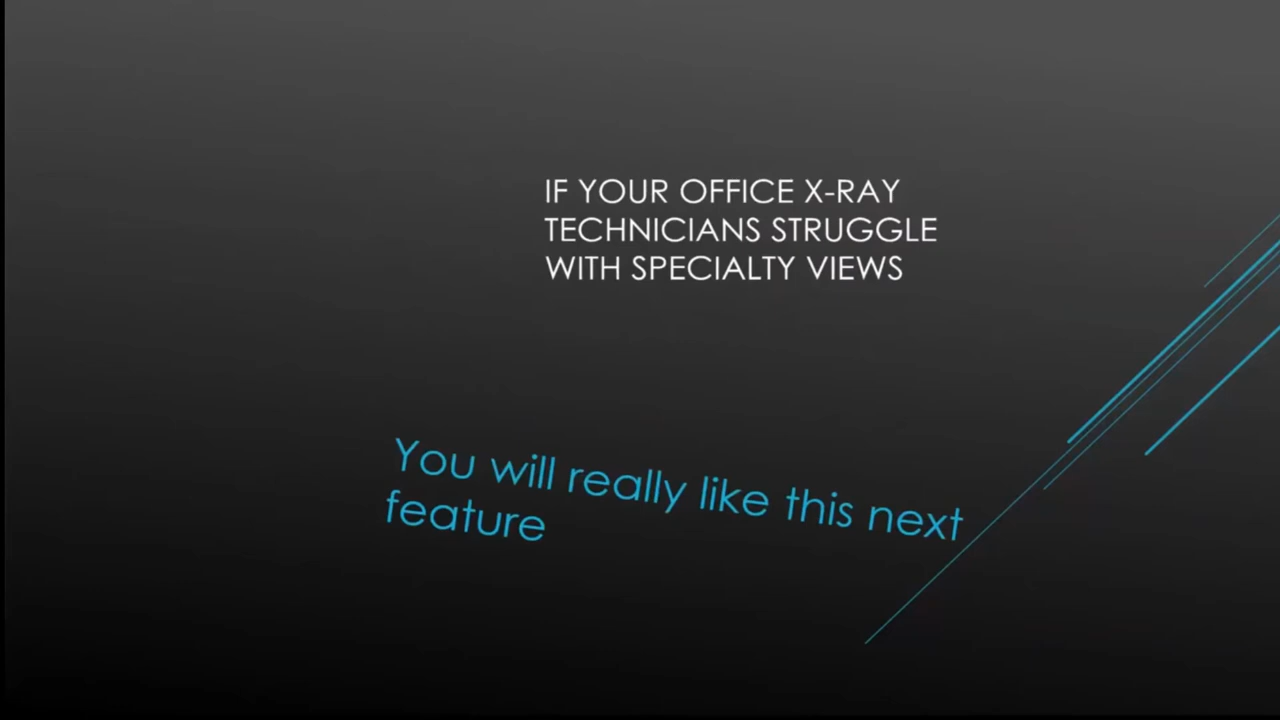 IF YOUR OFFICE X-RAY
TECHNICIANS STRUGGLE
WITH SPECIALTY VIEWS
You will really like this next
feature